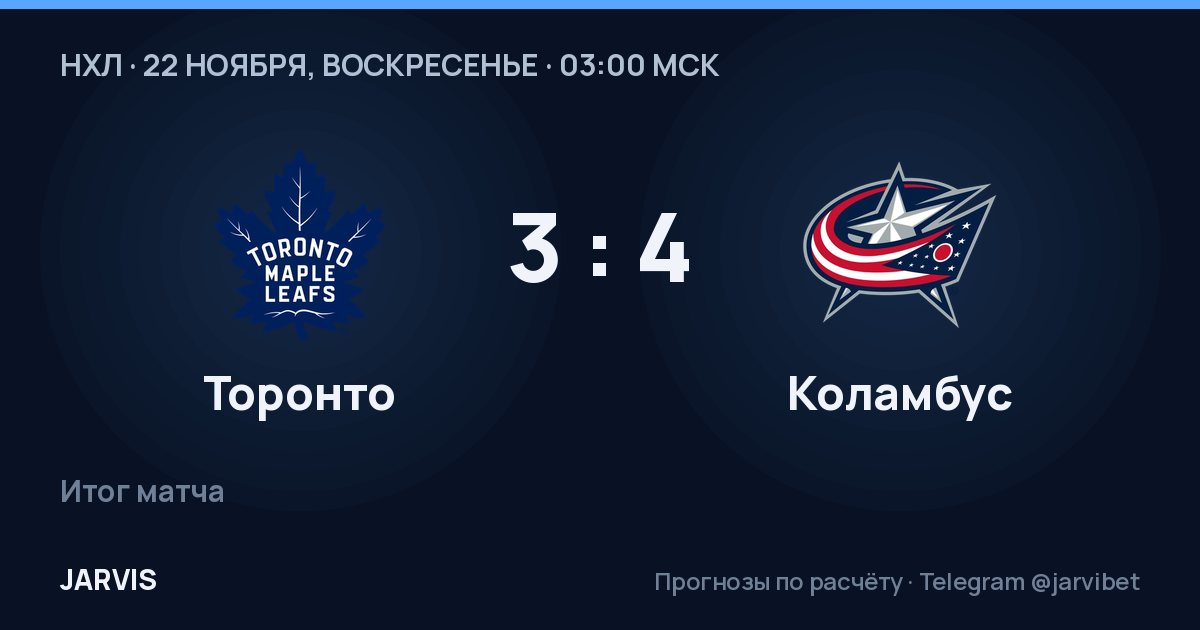 НХЛ · 22 НОЯБРЯ, ВОСКРЕСЕНЬЕ · 03:00 МСК
TORONTO
MAPLE
LEAFS
3 : 4
Торонто
Коламбус
Итог матча
JARVIS
Прогнозы по расчёту · Telegram @jarvibet